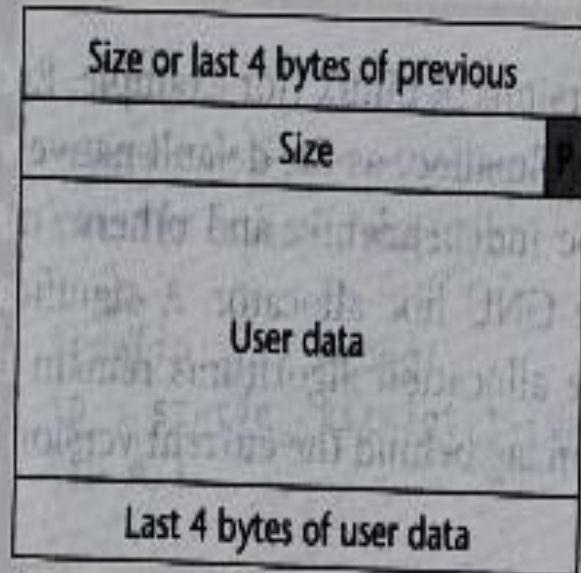 Size or last 4 bytes of previous
Size
P
User data
Last 4 bytes of user data